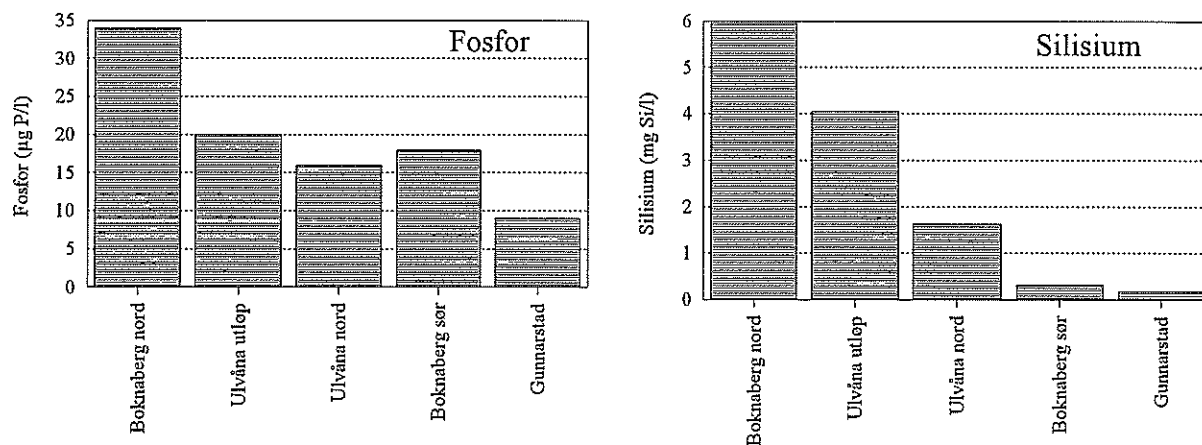 Fosfor
Fosfor (µg P/l)
35
30
25
20
15
10
5
0
Boknaberg nord
Ulvåna utløp
Ulvåna nord
Boknaberg sør
Gunnarstad
Silisium
Silisium (mg Si/l)
6
5
4
3
2
1
0
Boknaberg nord
Ulvåna utløp
Ulvåna nord
Boknaberg sør
Gunnarstad